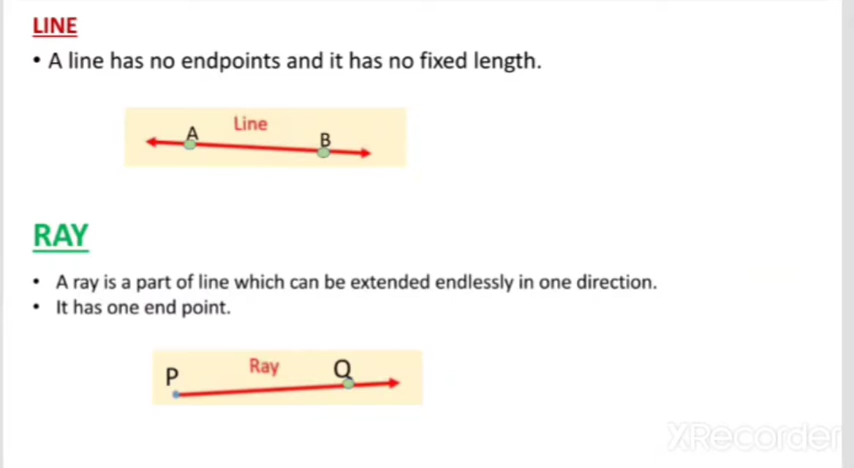 LINE
• A line has no endpoints and it has no fixed length.
Line
A
B
RAY
• A ray is a part of line which can be extended endlessly in one direction.
• It has one end point.
P
Ray
Q
XRecorder